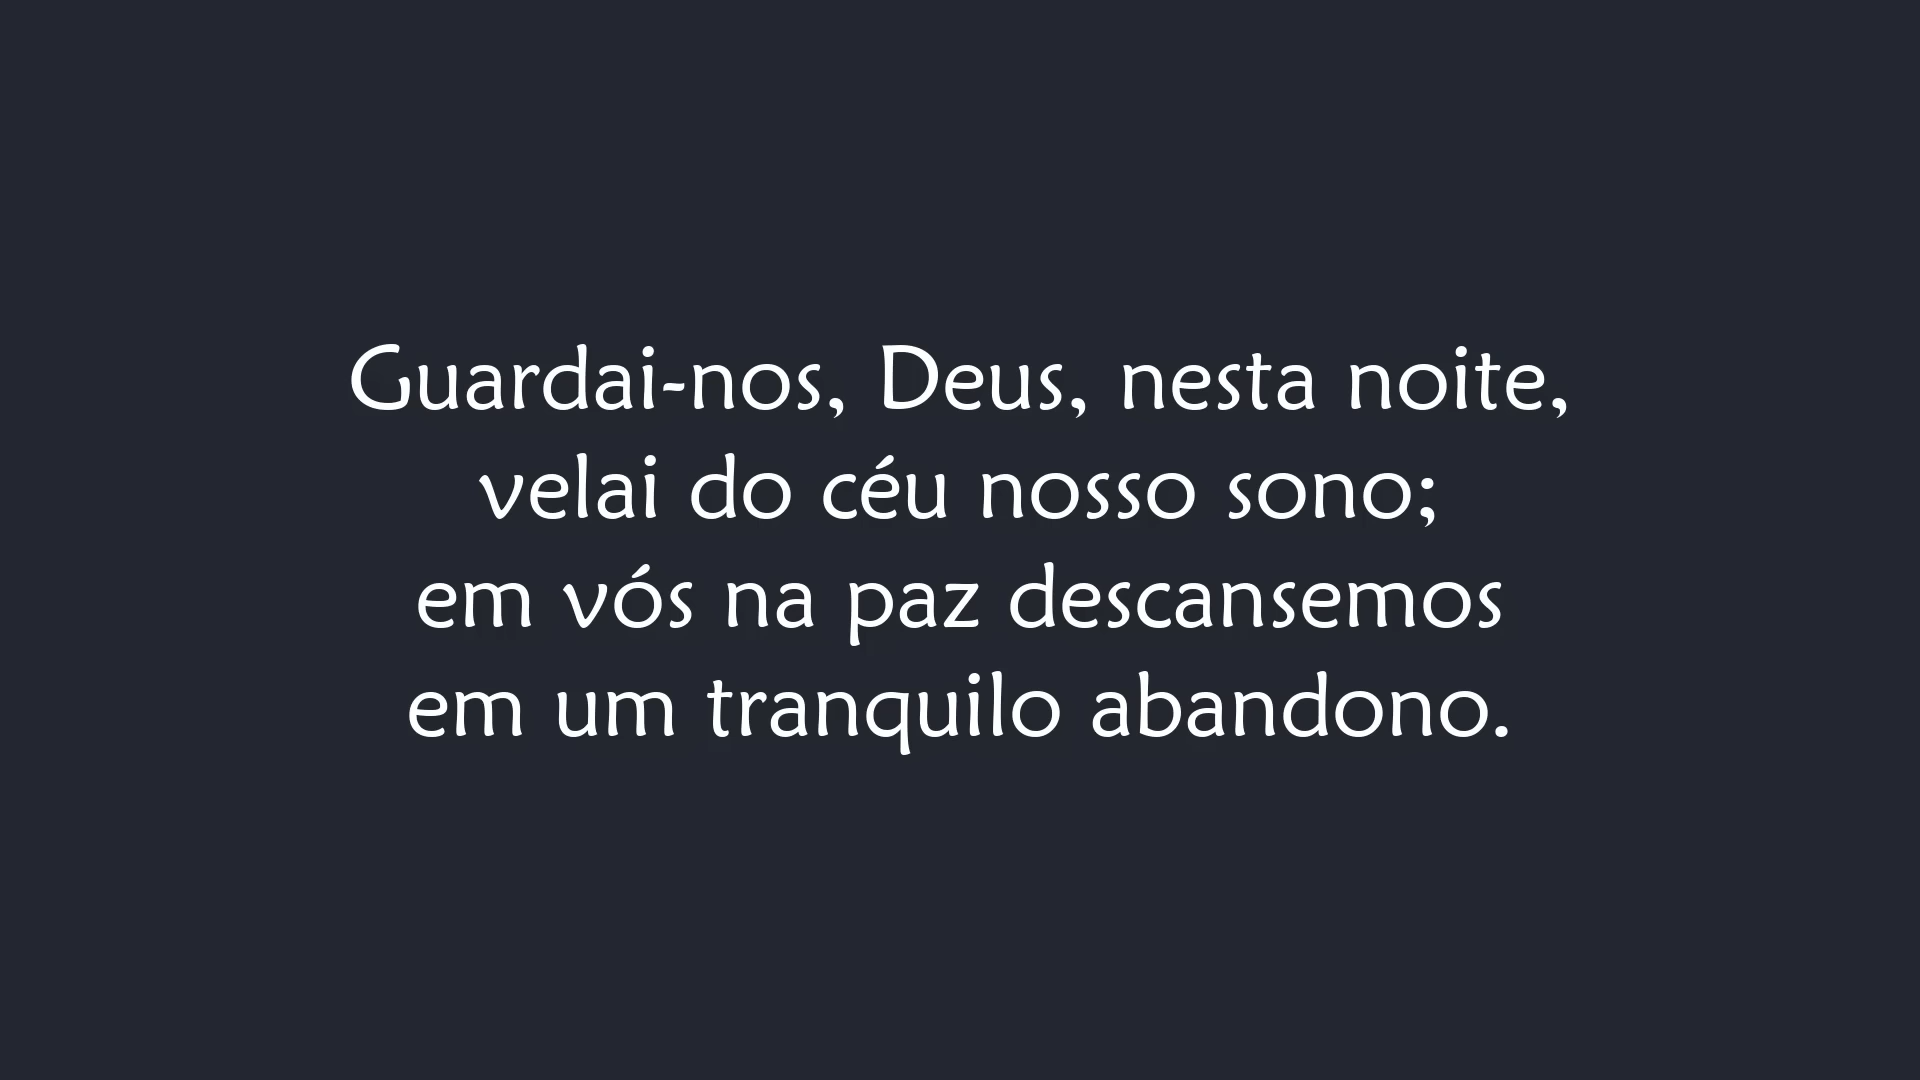 Guardai-nos, Deus, nesta noite,
velai do céu nosso sono;
em vós na paz descansemos
em um tranquilo abandono.